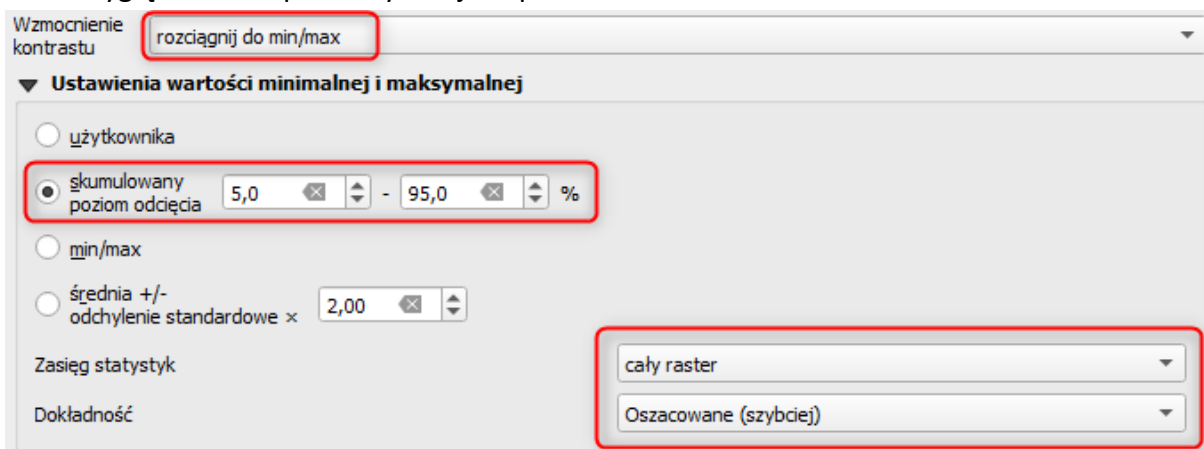 Wzmocnienie
kontrastu
rozciągnij do min/max
Ustawienia wartości minimalnej i maksymalnej
użytkownika
skumulowany
poziom odcięcia
5,0 - 95,0 %
min/max
średnia +/-
odchylenie standardowe × 2,00
Zasięg statystyk cały raster
Dokładność Oszacowane (szybciej)